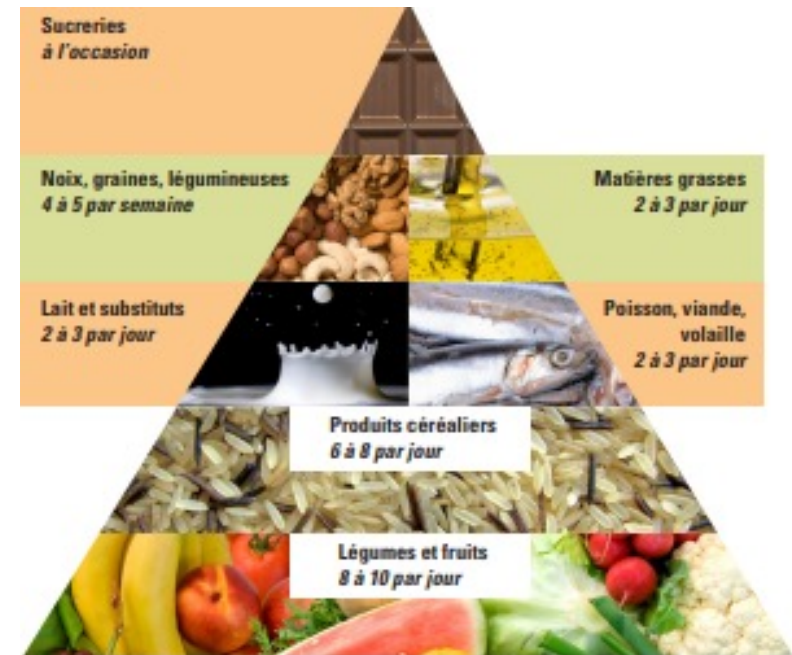 Sucreries
à l'occasion
Noix, graines, légumineuses
4 à 5 par semaine
Matières grasses
2 à 3 par jour
Lait et substituts
2 à 3 par jour
Poisson, viande,
volaille
2 à 3 par jour
Produits céréaliers
6 à 8 par jour
Légumes et fruits
8 à 10 par jour